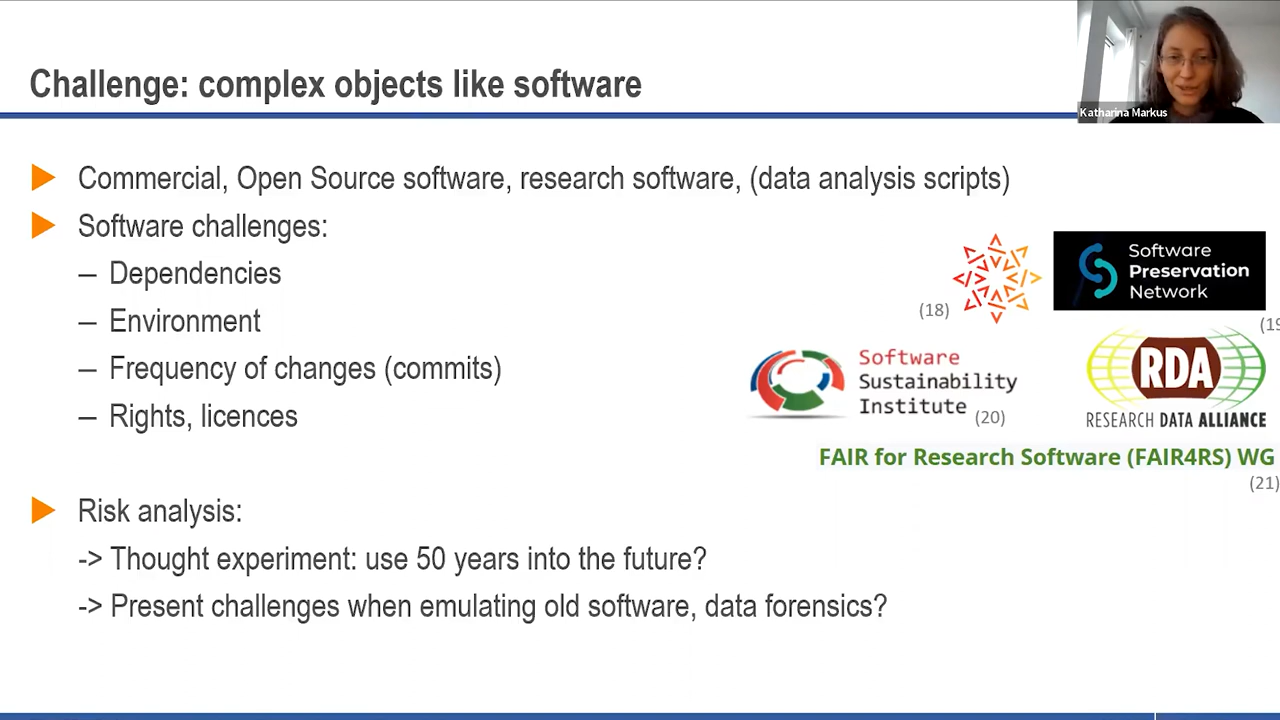 Challenge: complex objects like software
Katharina Markus
Commercial, Open Source software, research software, (data analysis scripts)
Software challenges:
– Dependencies
– Environment
– Frequency of changes (commits)
– Rights, licences
(18)
Software
Preservation
Network
(19
Software
Sustainability
Institute
(20)
RDA
RESEARCH DATA ALLIANCE
FAIR for Research Software (FAIR4RS) WG
(21)
Risk analysis:
-> Thought experiment: use 50 years into the future?
-> Present challenges when emulating old software, data forensics?